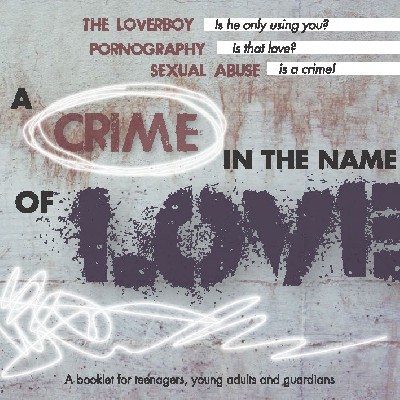 THE LOVERBOY Is he only using you?
PORNOGRAPHY is that love?
SEXUAL ABUSE is a crime!
A
CRIME
IN THE NAME
OF LOVE
A booklet for teenagers, young adults and guardians